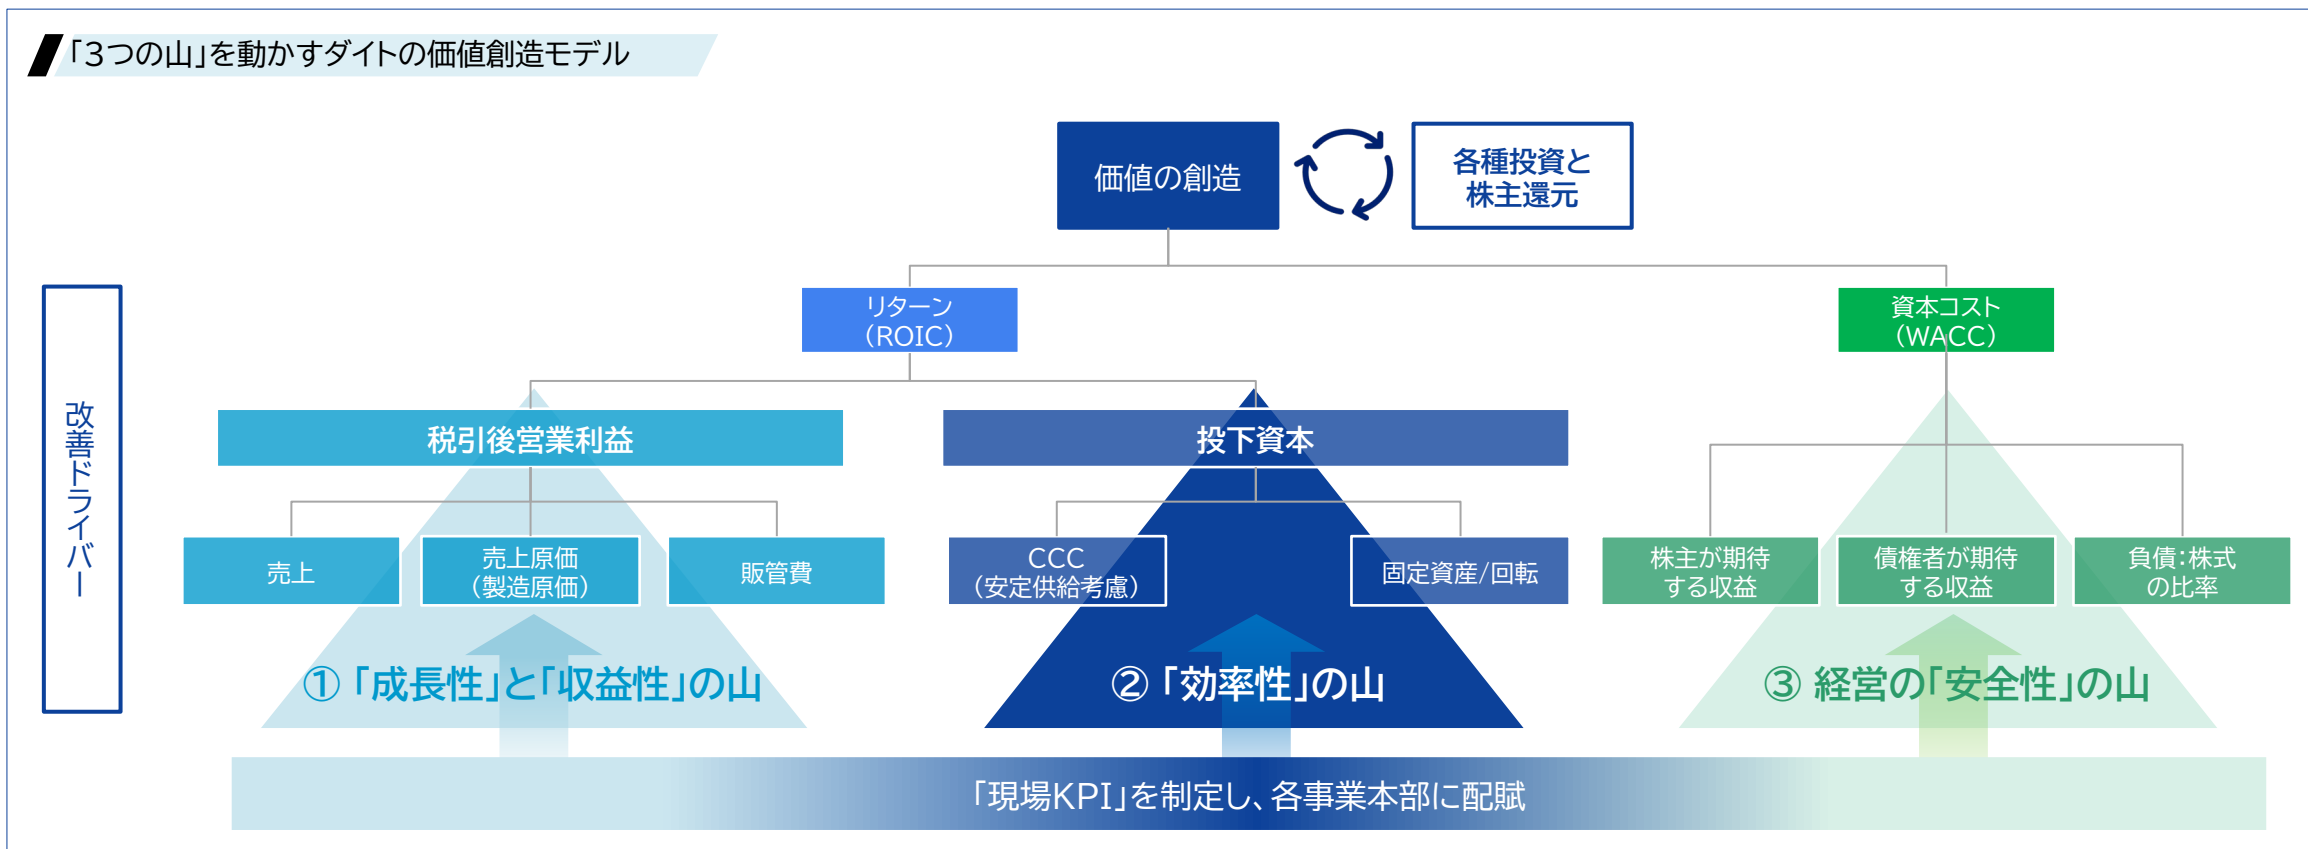 「3つの山」を動かすダイトの価値創造モデル
価値の創造
各種投資と
株主還元
リターン
（ROIC）
資本コスト
（WACC）
改善ドライバー
税引後営業利益
投下資本
売上
売上原価
（製造原価）
販管費
CCC
（安定供給考慮）
固定資産/回転
株主が期待
する収益
債権者が期待
する収益
負債：株式
の比率
①「成長性」と「収益性」の山
②「効率性」の山
③ 経営の「安全性」の山
「現場KPI」を制定し、各事業本部に配賦